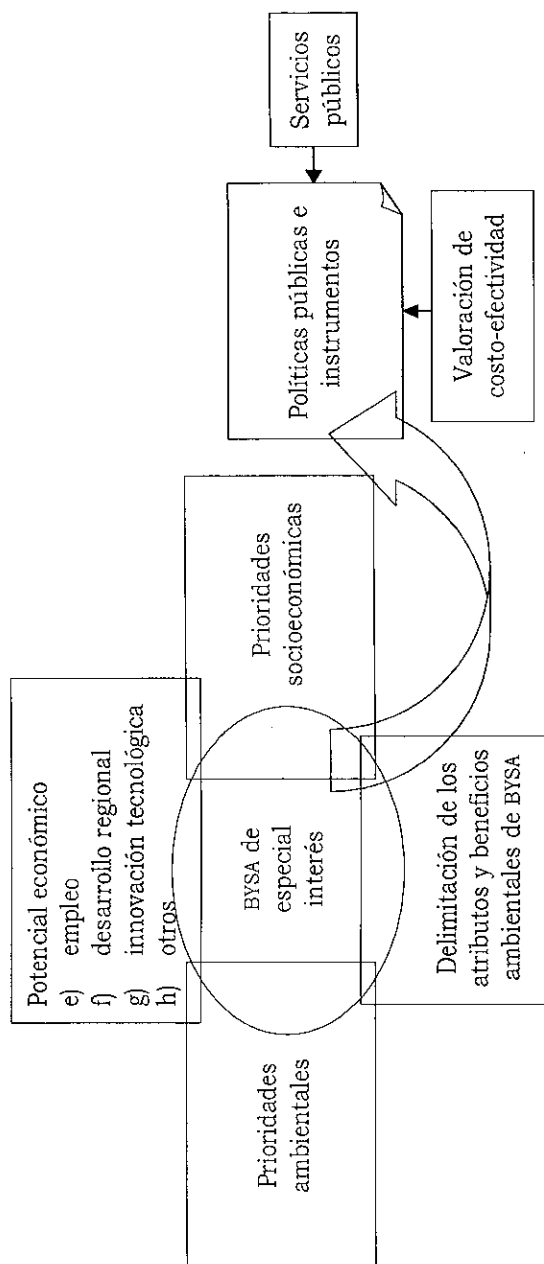 Potencial económico
e) empleo
f) desarrollo regional
g) innovación tecnológica
h) otros
Prioridades
ambientales
BYSA de
especial
interés
Prioridades
socioeconómicas
Delimitación de los
atributos y beneficios
ambientales de BYSA
Políticas públicas e
instrumentos
Servicios
públicos
Valoración de
costo-efectividad